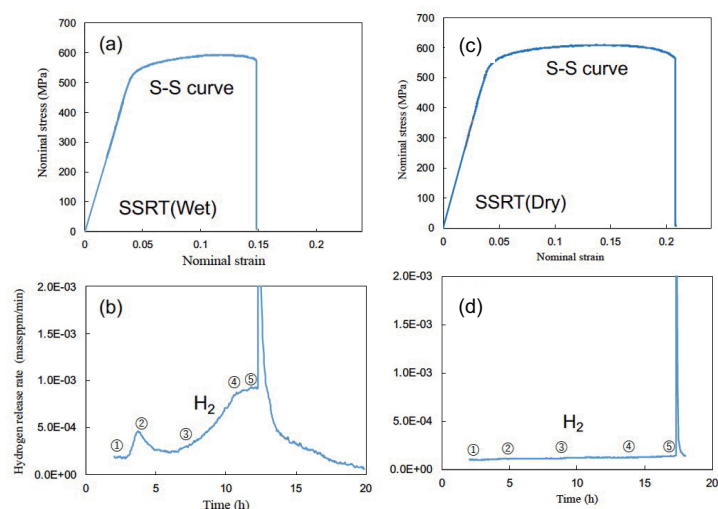 (a)
700
600
500
400
300
200
100
0
Nominal stress (MPa)
S-S curve
SSRT(Wet)
0 0.05 0.1 0.15 0.2
Nominal strain
(c)
700
600
500
400
300
200
100
0
Nominal stress (MPa)
S-S curve
SSRT(Dry)
0 0.05 0.1 0.15 0.2
Nominal strain
(b)
2.0E-03
1.5E-03
1.0E-03
5.0E-04
0.0E+00
Hydrogen release rate (massppm/min)
H₂
① ② ③ ④ ⑤
0 5 10 15 20
Time (h)
(d)
2.0E-03
1.5E-03
1.0E-03
5.0E-04
0.0E+00
H₂
① ② ③ ④ ⑤
0 5 10 15 20
Time (h)